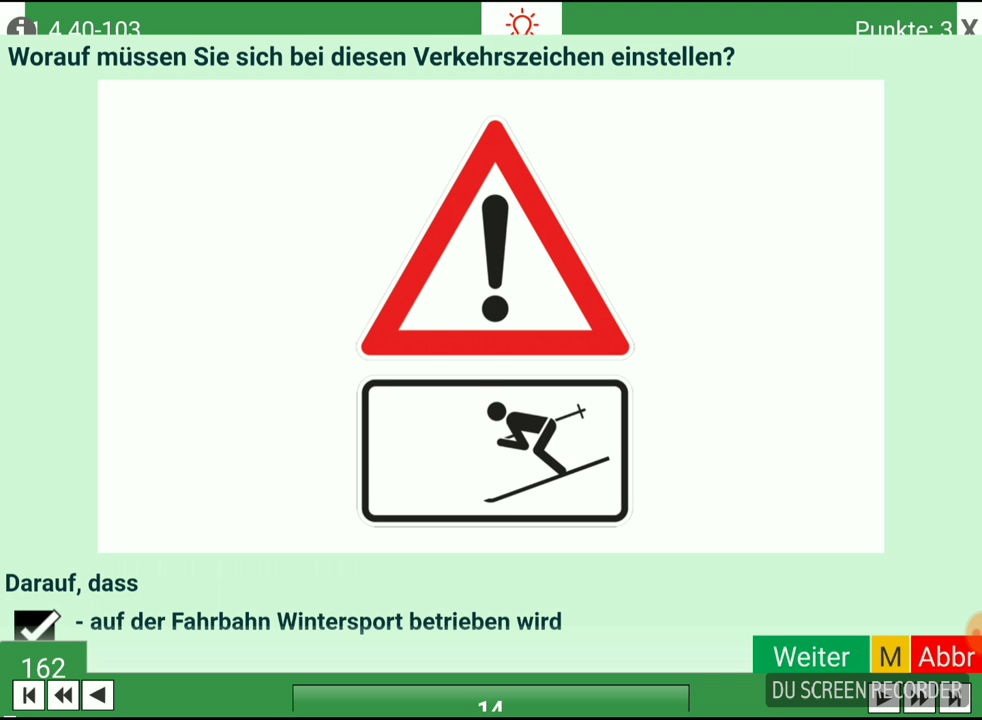 1.4.40-103
Punkte: 3 X
Worauf müssen Sie sich bei diesen Verkehrszeichen einstellen?
Darauf, dass
- auf der Fahrbahn Wintersport betrieben wird
162
Weiter M Abbr
DU SCREEN RECORDER
14